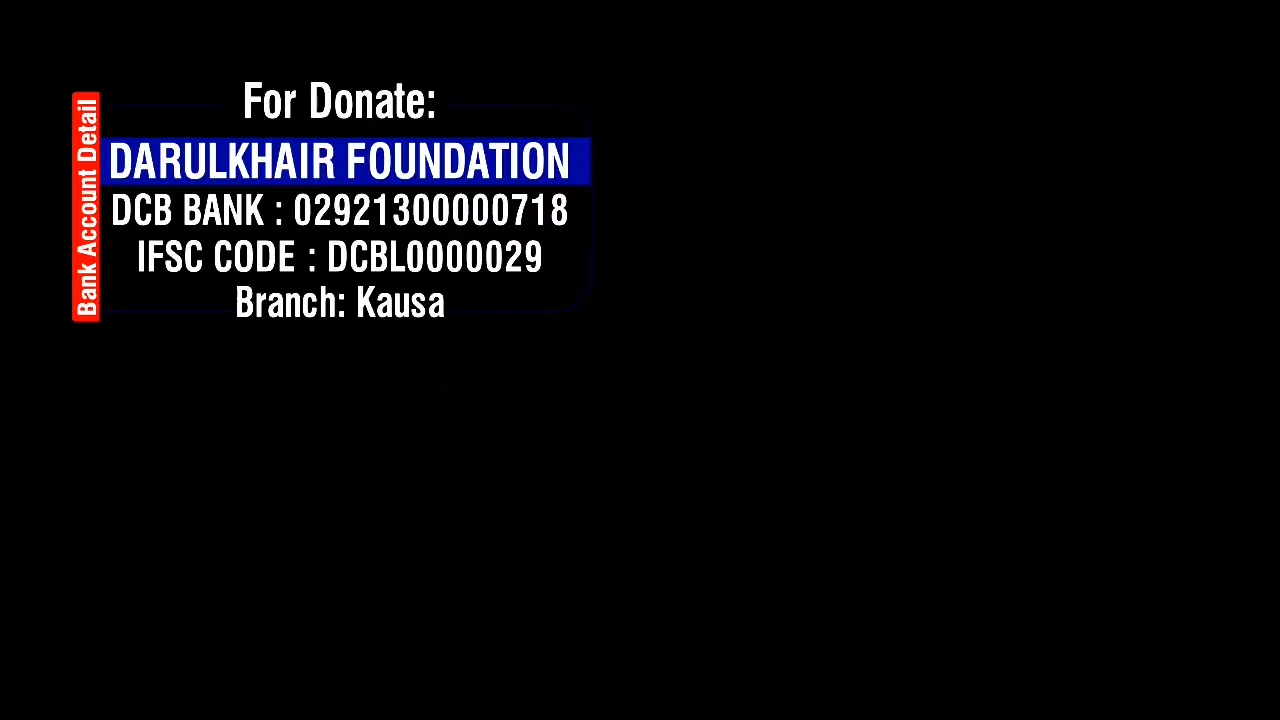 For Donate:
Bank Account Detail
DARULKHAIR FOUNDATION
DCB BANK : 02921300000718
IFSC CODE : DCBL0000029
Branch: Kausa